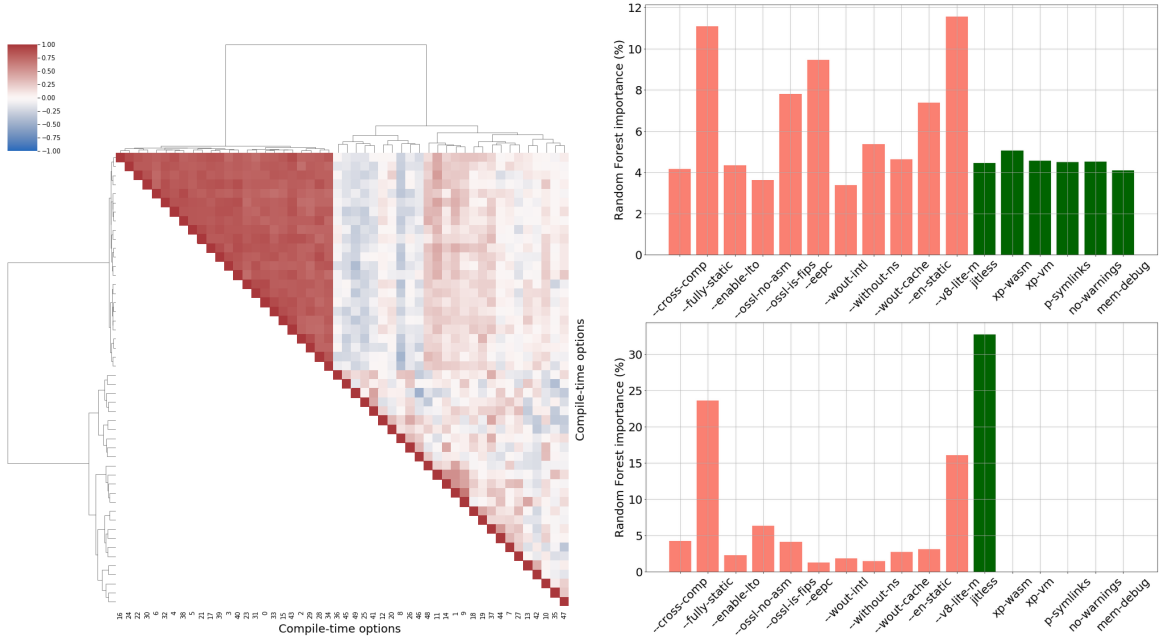 1.00
0.75
0.50
0.25
0.00
−0.25
−0.50
−0.75
−1.00
16 24 22 30 6 32 4 38 5 21 17 39 3 40 23 0 33 15 43 2 29 28 34 36 45 49 25 41 12 20 8 26 46 48 11 14 1 9 18 19 37 44 7 27 13 42 10 35 47
Compile-time options
Compile-time options
Random Forest importance (%)
12
10
8
6
4
2
0
--cross-comp
--fully-static
--enable-lto
--ossl-no-asm
--ossl-is-fips
--eepc
--wout-intl
--without-ns
--wout-cache
--en-static
--v8-lite-m
jitless
xp-wasm
xp-vm
p-symlinks
no-warnings
mem-debug
Random Forest importance (%)
30
25
20
15
10
5
0
--cross-comp
--fully-static
--enable-lto
--ossl-no-asm
--ossl-is-fips
--eepc
--wout-intl
--without-ns
--wout-cache
--en-static
--v8-lite-m
jitless
xp-wasm
xp-vm
p-symlinks
no-warnings
mem-debug